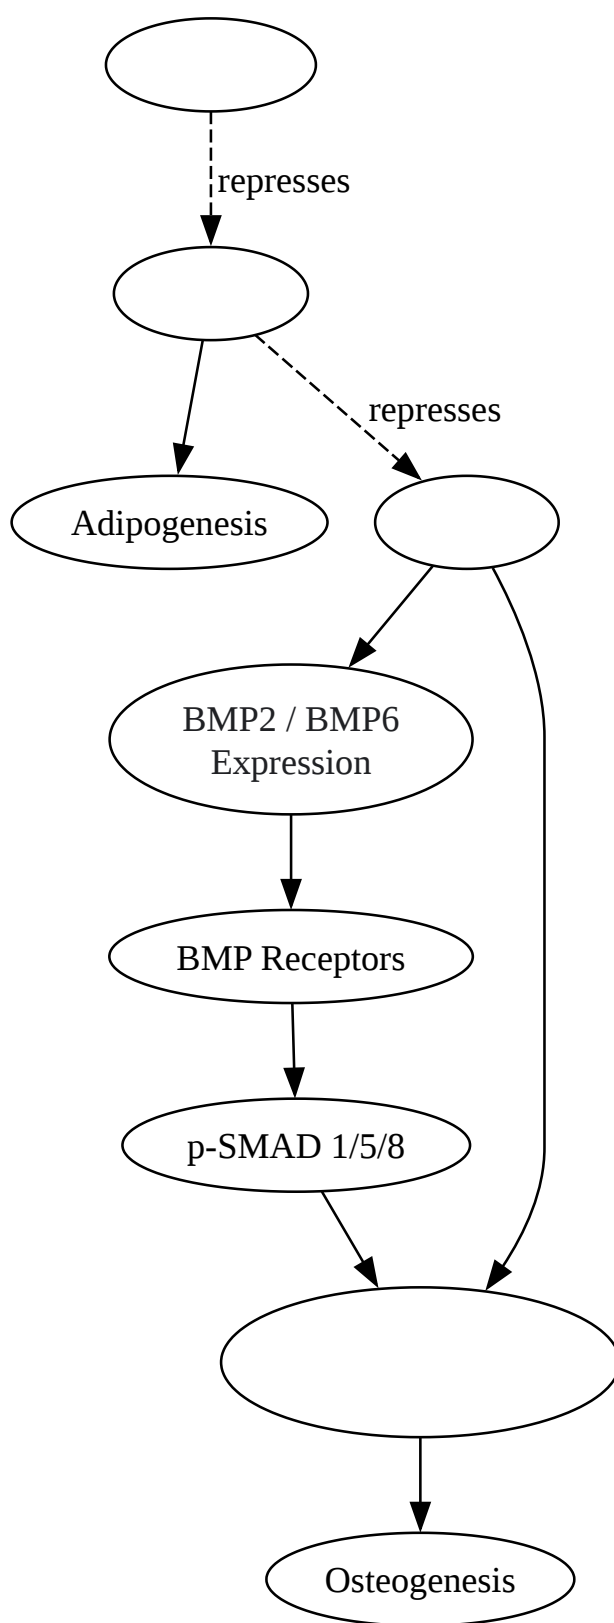 represses
represses
Adipogenesis
BMP2 / BMP6
Expression
BMP Receptors
p-SMAD 1/5/8
Osteogenesis